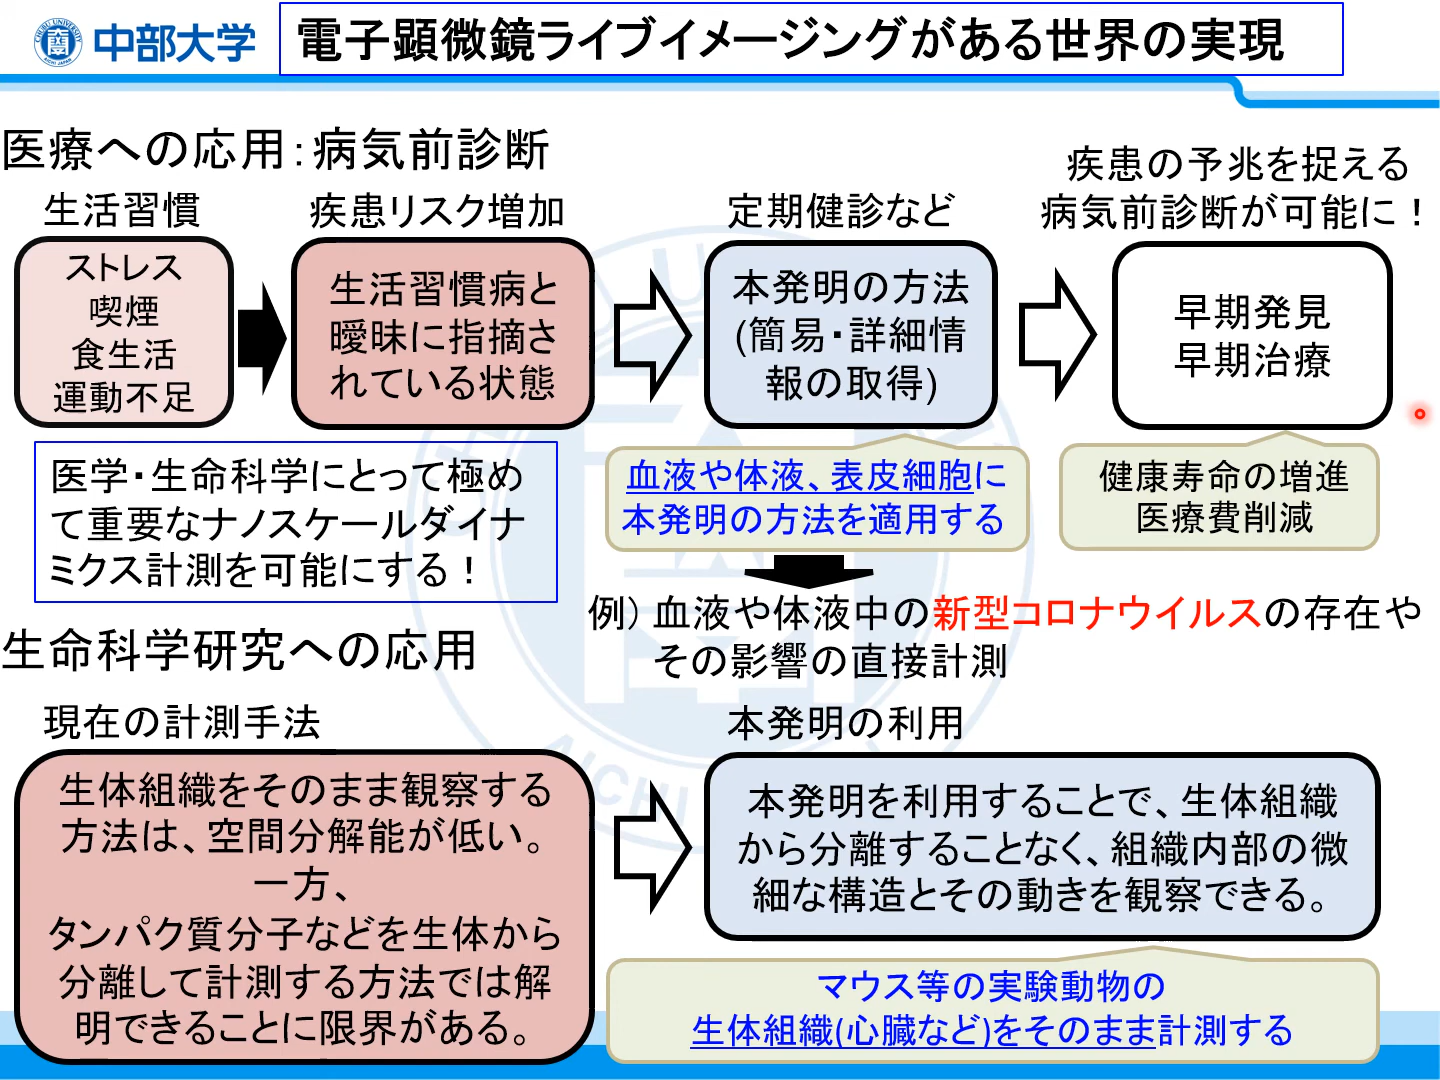 中部大学
電子顕微鏡ライブイメージングがある世界の実現
医療への応用：病気前診断
生活習慣
ストレス
喫煙
食生活
運動不足
疾患リスク増加
生活習慣病と
曖昧に指摘さ
れている状態
定期健診など
本発明の方法
(簡易・詳細情
報の取得)
疾患の予兆を捉える
病気前診断が可能に！
早期発見
早期治療
医学・生命科学にとって極め
て重要なナノスケールダイナ
ミクス計測を可能にする！
血液や体液、表皮細胞に
本発明の方法を適用する
健康寿命の増進
医療費削減
例）血液や体液中の新型コロナウイルスの存在や
その影響の直接計測
生命科学研究への応用
現在の計測手法
生体組織をそのまま観察する
方法は、空間分解能が低い。
一方、
タンパク質分子などを生体から
分離して計測する方法では解
明できることに限界がある。
本発明の利用
本発明を利用することで、生体組織
から分離することなく、組織内部の微
細な構造とその動きを観察できる。
マウス等の実験動物の
生体組織(心臓など)をそのまま計測する